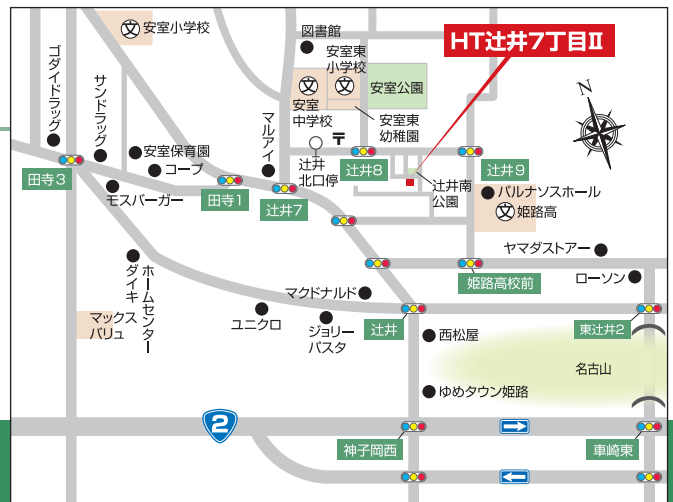 安室小学校
図書館
HT辻井7丁目Ⅱ
ゴダイドラッグ
サンドラッグ
マルアイ
安室
中学校
安室東
小学校
安室公園
安室東
幼稚園
N
安室保育園
コープ
辻井
北口停
〒
辻井8
辻井9
田寺3
モスバーガー
田寺1
辻井7
辻井南
公園
パルナソスホール
姫路高
ヤマダストアー
ホームセンター
ダイキ
姫路高校前
ローソン
マクドナルド
マックス
バリュ
ユニクロ
ジョリー
パスタ
辻井
西松屋
東辻井2
名古山
ゆめタウン姫路
2
神子岡西
車崎東
文
文
文
文